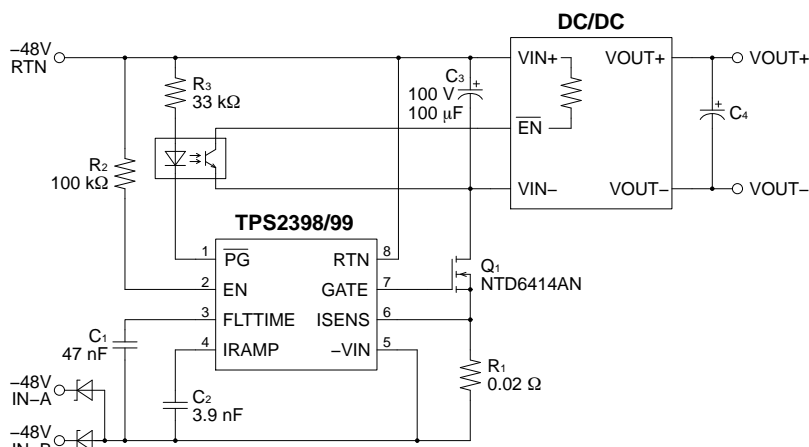 DC/DC
−48V
RTN
R3
33 kΩ
C3
100 V
100 μF
+
VIN+
VOUT+
VOUT+
EN
+
C4
R2
100 kΩ
VIN−
VOUT−
VOUT−
TPS2398/99
1
PG
RTN
8
2
EN
GATE
7
Q1
NTD6414AN
3
FLTTIME
ISENS
6
C1
47 nF
4
IRAMP
−VIN
5
R1
0.02 Ω
−48V
IN−A
C2
3.9 nF
−48V